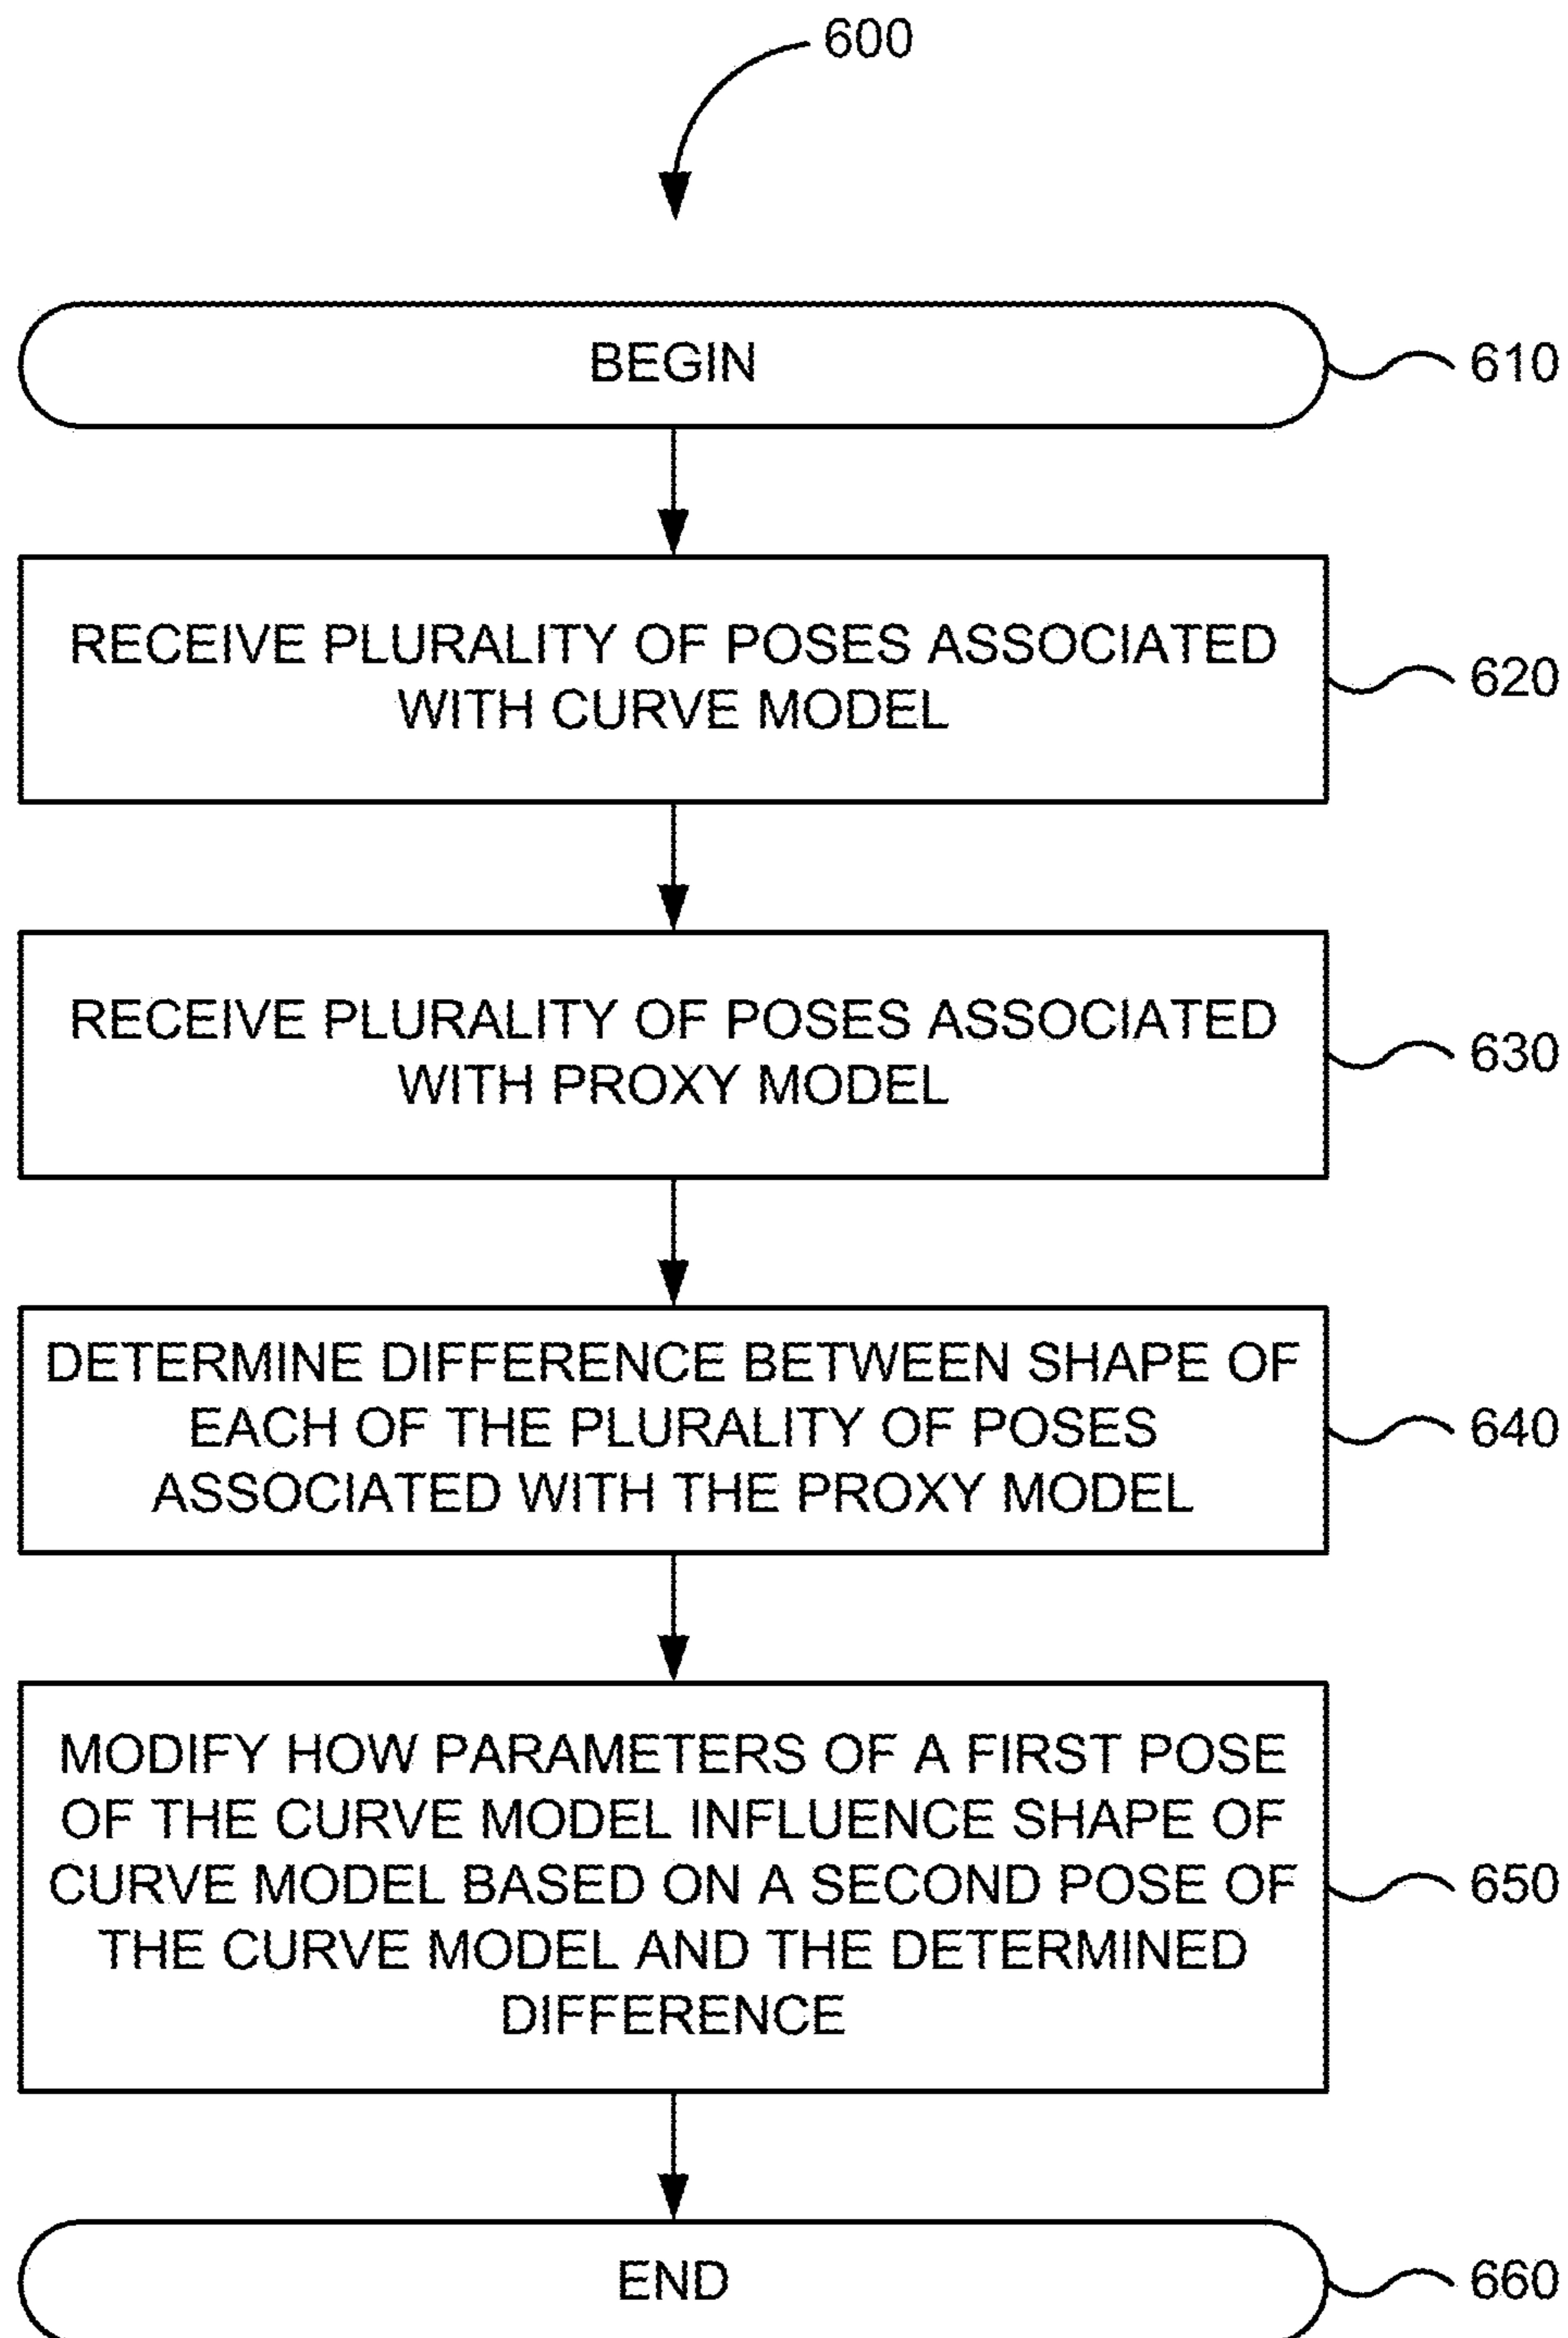 600
BEGIN
610
RECEIVE PLURALITY OF POSES ASSOCIATED
WITH CURVE MODEL
620
RECEIVE PLURALITY OF POSES ASSOCIATED
WITH PROXY MODEL
630
DETERMINE DIFFERENCE BETWEEN SHAPE OF
EACH OF THE PLURALITY OF POSES
ASSOCIATED WITH THE PROXY MODEL
640
MODIFY HOW PARAMETERS OF A FIRST POSE
OF THE CURVE MODEL INFLUENCE SHAPE OF
CURVE MODEL BASED ON A SECOND POSE OF
THE CURVE MODEL AND THE DETERMINED
DIFFERENCE
650
END
660